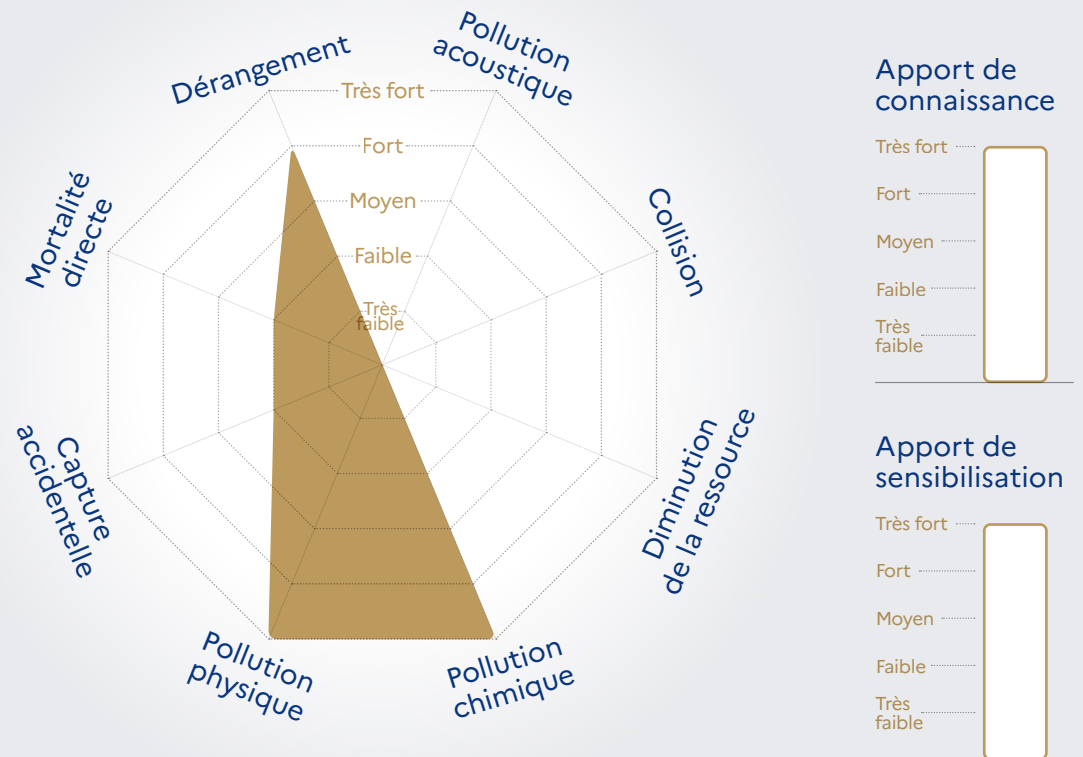 Dérangement
Pollution
acoustique
Collision
Diminution
de la ressource
Pollution
chimique
Pollution
physique
Capture
accidentelle
Mortalité
directe
Très fort
Fort
Moyen
Faible
Très
faible
Apport de
connaissance
Très fort
Fort
Moyen
Faible
Très
faible
Apport de
sensibilisation
Très fort
Fort
Moyen
Faible
Très
faible